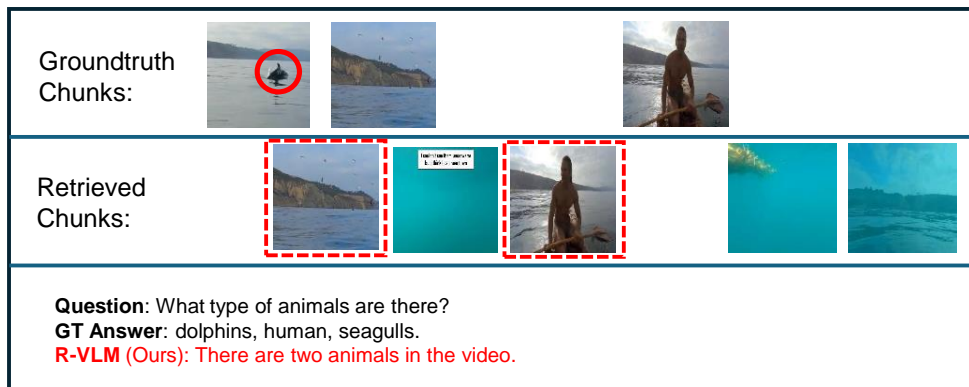 Groundtruth
Chunks:
Retrieved
Chunks:
Question: What type of animals are there?
GT Answer: dolphins, human, seagulls.
R-VLM (Ours): There are two animals in the video.